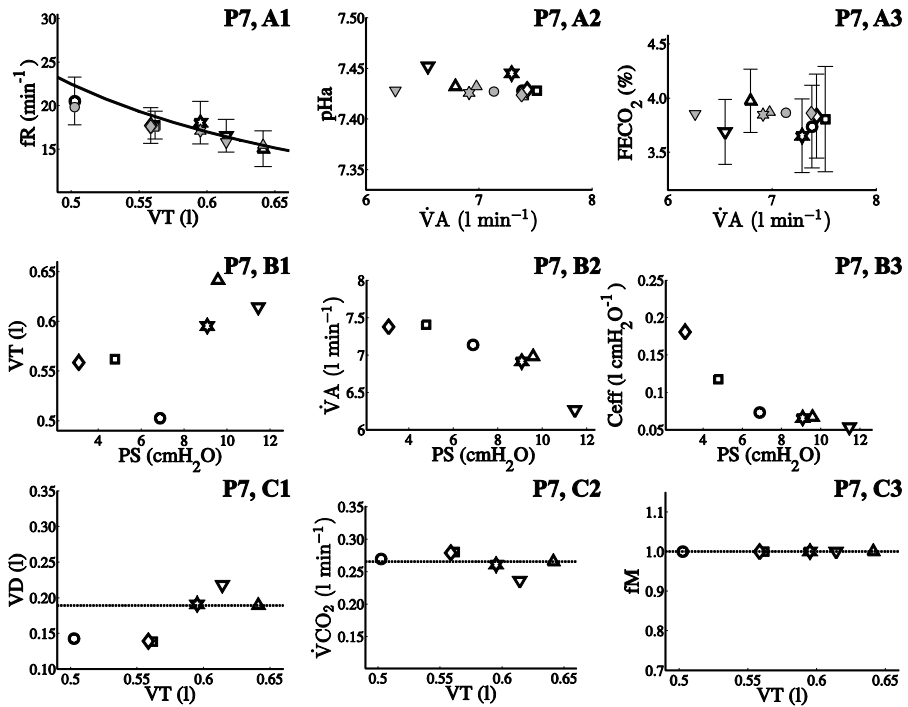 P7, A1
30
25
20
15
fR (min⁻¹)
0.5 0.55 0.6 0.65
VT (l)
P7, A2
7.50
7.45
7.40
7.35
pHa
6 7 8
V̇A (l min⁻¹)
P7, A3
4.5
4.0
3.5
FECO₂ (%)
6 7 8
V̇A (l min⁻¹)
P7, B1
0.65
0.6
0.55
0.5
VT (l)
4 6 8 10 12
PS (cmH₂O)
P7, B2
8
7.5
7
6.5
6
V̇A (l min⁻¹)
4 6 8 10 12
PS (cmH₂O)
P7, B3
0.25
0.2
0.15
0.1
0.05
Ceff (l cmH₂O⁻¹)
4 6 8 10 12
PS (cmH₂O)
P7, C1
0.35
0.30
0.25
0.20
0.15
0.10
VD (l)
0.5 0.55 0.6 0.65
VT (l)
P7, C2
0.35
0.30
0.25
0.20
0.15
V̇CO₂ (l min⁻¹)
0.5 0.55 0.6 0.65
VT (l)
P7, C3
1.1
1.0
0.9
0.8
0.7
fM
0.5 0.55 0.6 0.65
VT (l)